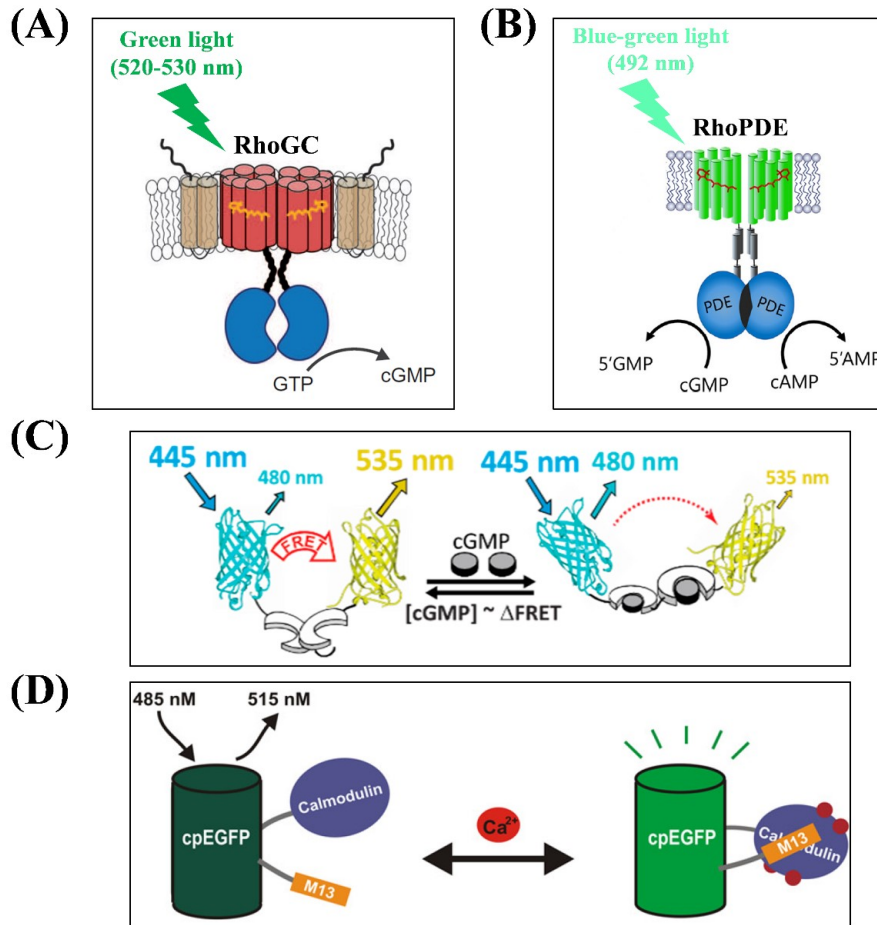 (A)
Green light
(520-530 nm)
RhoGC
GTP
cGMP
(B)
Blue-green light
(492 nm)
RhoPDE
PDE
PDE
5'GMP
cGMP
cAMP
5'AMP
(C)
445 nm
480 nm
535 nm
FRET
cGMP
[cGMP] ~ ΔFRET
445 nm
480 nm
535 nm
(D)
485 nM
515 nM
cpEGFP
Calmodulin
M13
Ca²⁺
cpEGFP
Calmodulin
M13